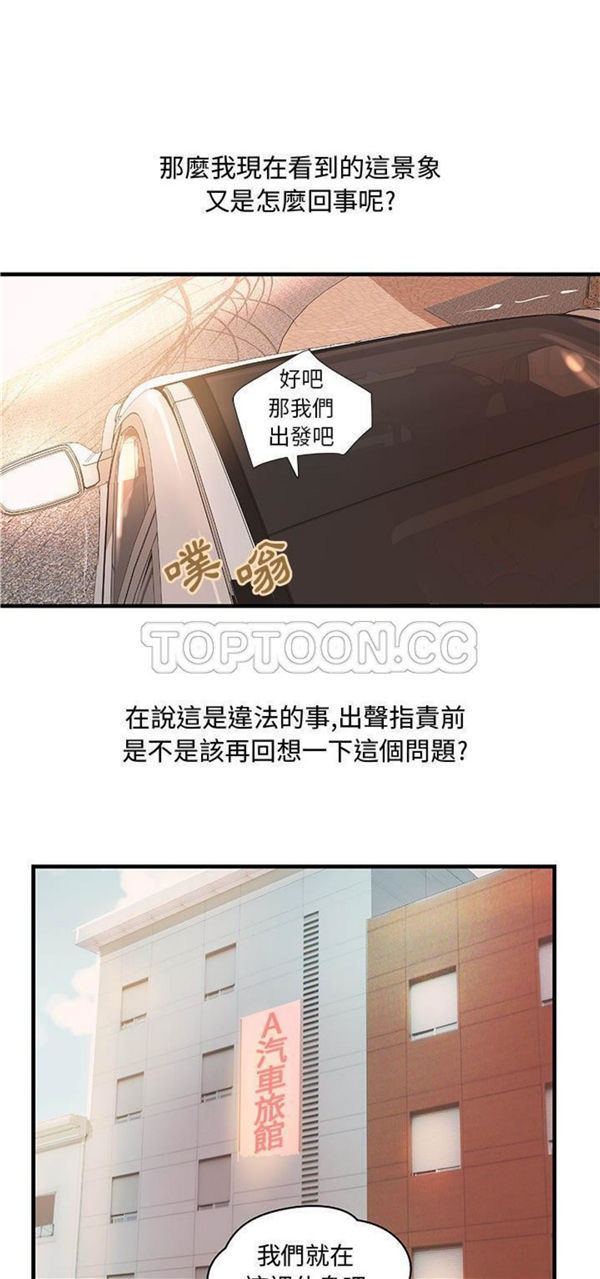 那麼我現在看到的這景象
又是怎麼回事呢?
好吧
那我們
出發吧
噗嗡
TOPTOON.CC
在說這是違法的事,出聲指責前
是不是該再回想一下這個問題?
A汽車旅館
我們就在